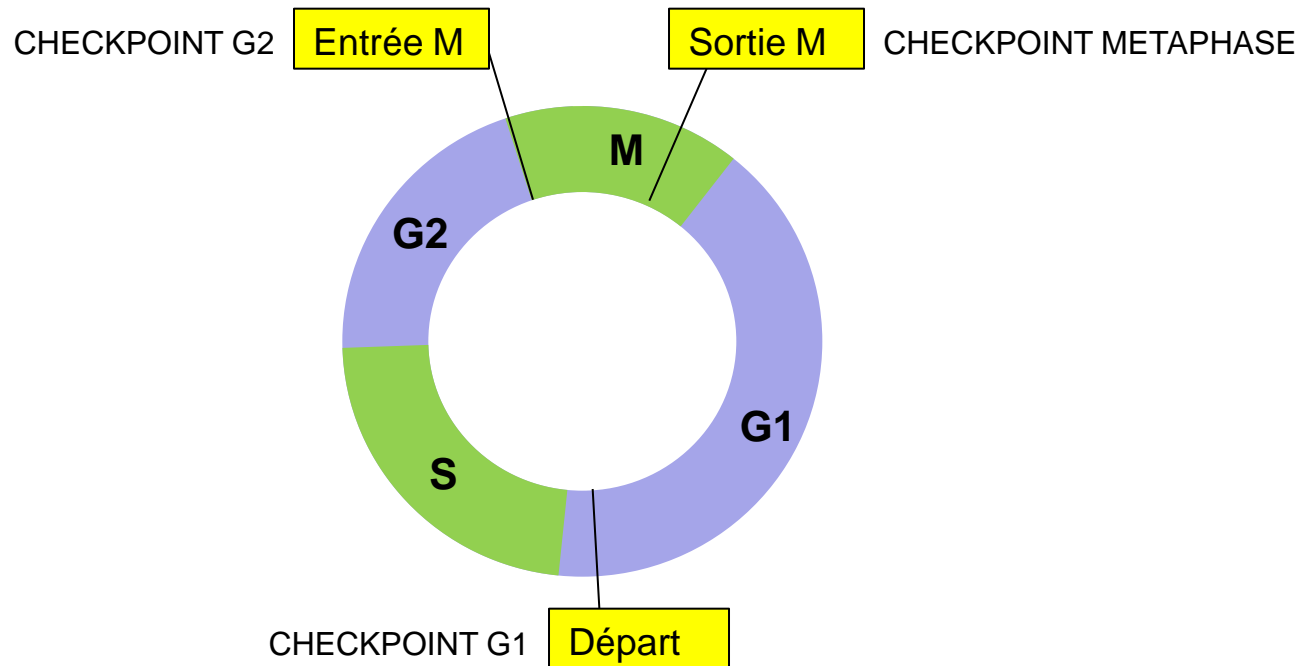 CHECKPOINT G2 Entrée M Sortie M CHECKPOINT METAPHASE
M
G2
G1
S
CHECKPOINT G1 Départ